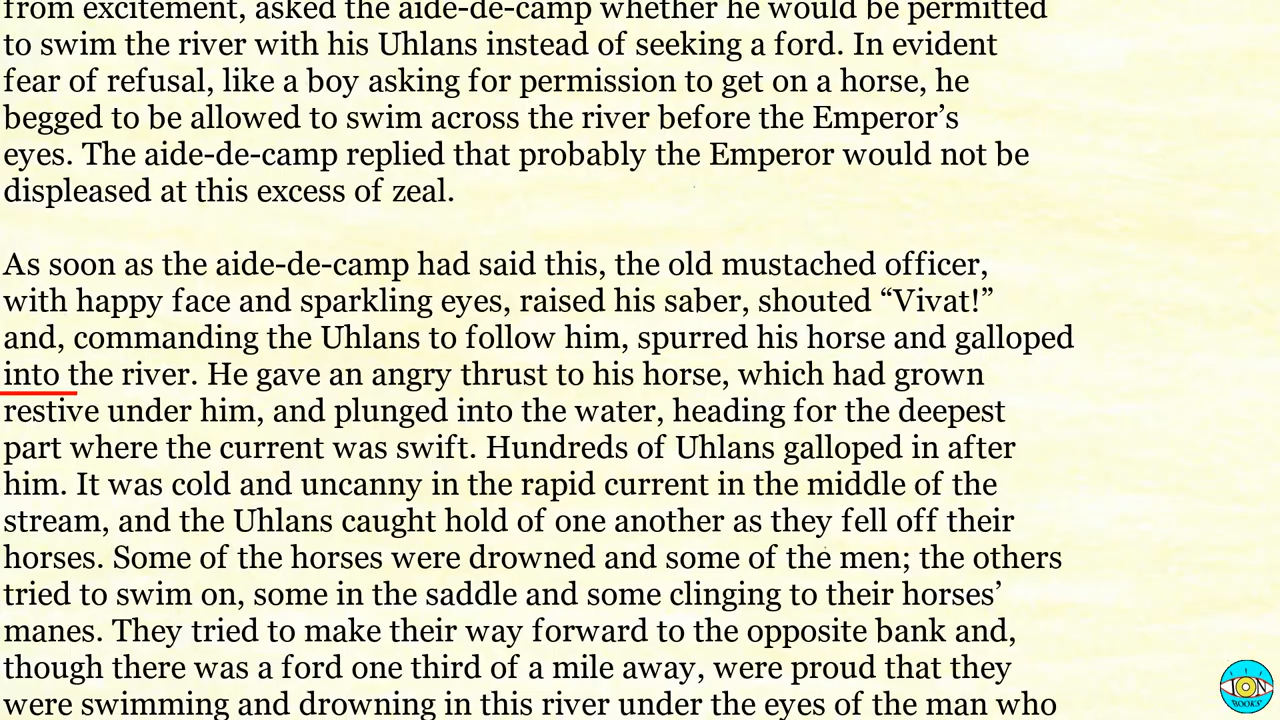 from excitement, asked the aide-de-camp whether he would be permitted
to swim the river with his Uhlans instead of seeking a ford. In evident
fear of refusal, like a boy asking for permission to get on a horse, he
begged to be allowed to swim across the river before the Emperor’s
eyes. The aide-de-camp replied that probably the Emperor would not be
displeased at this excess of zeal.
As soon as the aide-de-camp had said this, the old mustached officer,
with happy face and sparkling eyes, raised his saber, shouted “Vivat!”
and, commanding the Uhlans to follow him, spurred his horse and galloped
into the river. He gave an angry thrust to his horse, which had grown
restive under him, and plunged into the water, heading for the deepest
part where the current was swift. Hundreds of Uhlans galloped in after
him. It was cold and uncanny in the rapid current in the middle of the
stream, and the Uhlans caught hold of one another as they fell off their
horses. Some of the horses were drowned and some of the men; the others
tried to swim on, some in the saddle and some clinging to their horses’
manes. They tried to make their way forward to the opposite bank and,
though there was a ford one third of a mile away, were proud that they
were swimming and drowning in this river under the eyes of the man who
ION
BOOKS